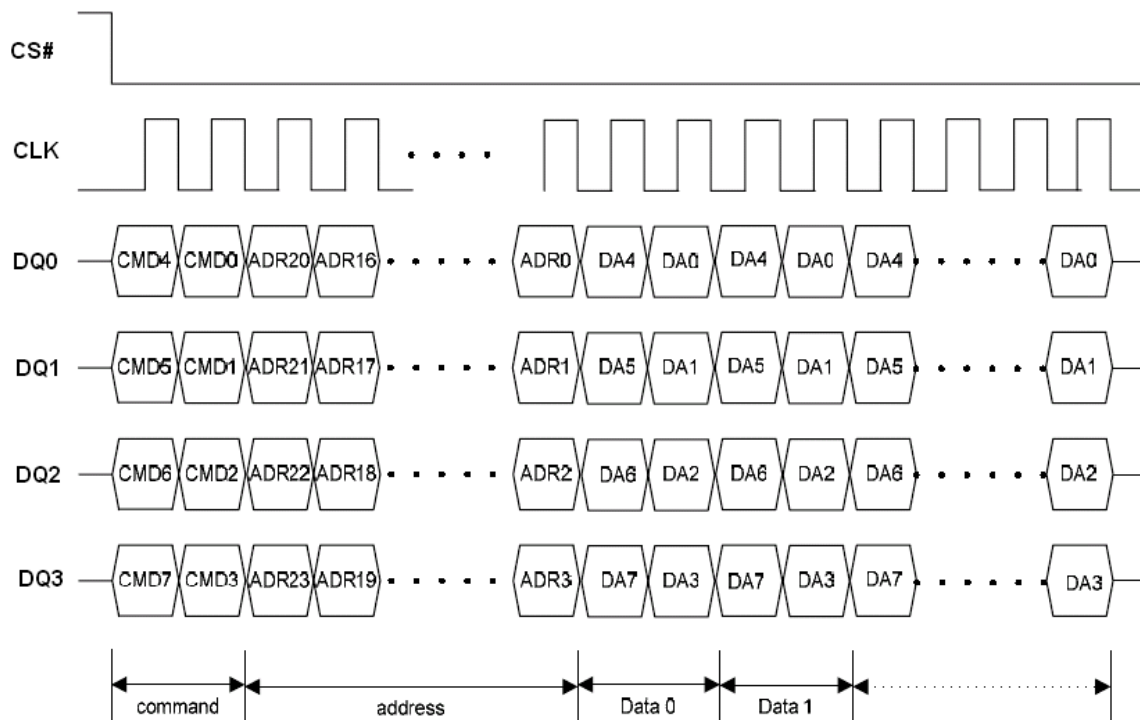 CS#
CLK
DQ0 CMD4 CMD0 ADR20 ADR16 ADR0 DA4 DA0 DA4 DA0 DA4 DA0
DQ1 CMD5 CMD1 ADR21 ADR17 ADR1 DA5 DA1 DA5 DA1 DA5 DA1
DQ2 CMD6 CMD2 ADR22 ADR18 ADR2 DA6 DA2 DA6 DA2 DA6 DA2
DQ3 CMD7 CMD3 ADR23 ADR19 ADR3 DA7 DA3 DA7 DA3 DA7 DA3
command address Data 0 Data 1